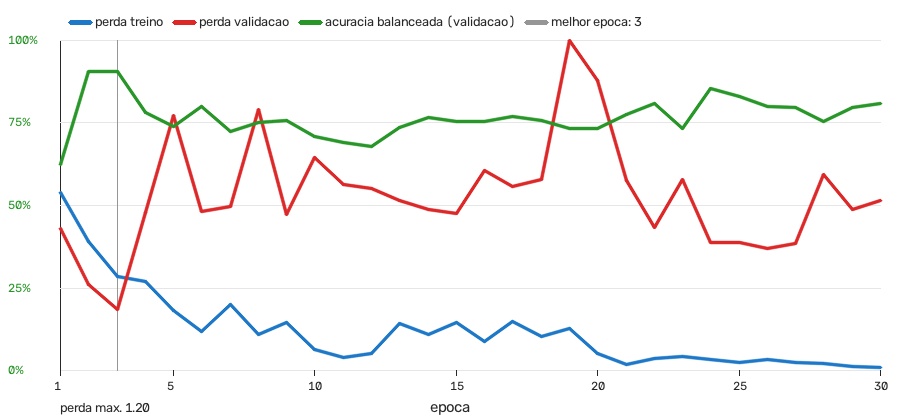 perda treino perda validacao acuracia balanceada (validacao) melhor epoca: 3
100%
75%
50%
25%
0%
1 5 10 15 20 25 30
perda max. 1.20 epoca